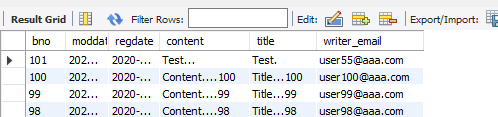 Result Grid Filter Rows: Edit: Export/Import:
bno moddat regdate content title writer_email
101 202... 2020-... Test... Test. user55@aaa.com
100 202... 2020-... Content....100 Title...100 user100@aaa.com
99 202... 2020-... Content....99 Title...99 user99@aaa.com
98 202... 2020-... Content....98 Title...98 user98@aaa.com